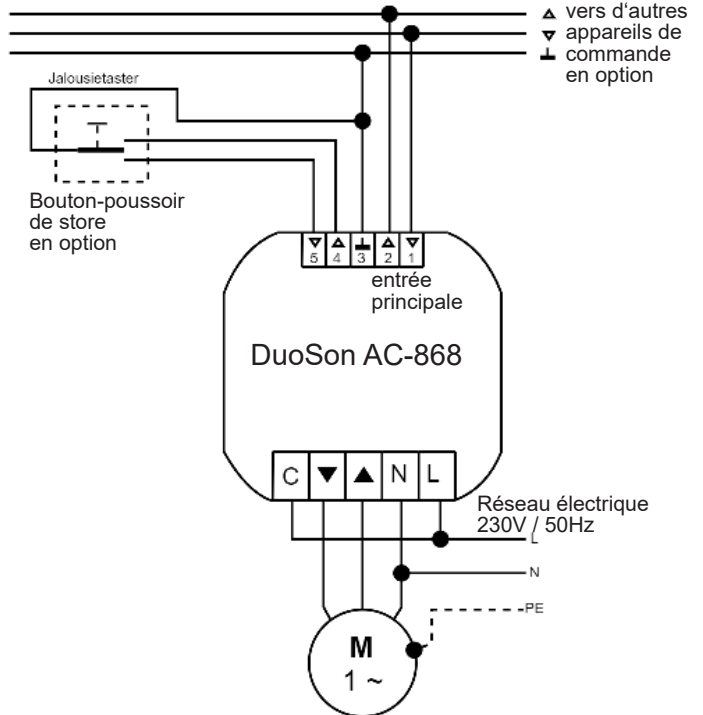 vers d‘autres
appareils de
commande
en option
Jalousietaster
Bouton-poussoir
de store
en option
5 4 3 2 1
entrée
principale
DuoSon AC-868
C N L
Réseau électrique
230V / 50Hz
L
N
PE
M
1 ~